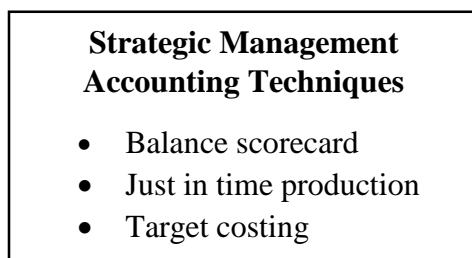 Strategic Management
Accounting Techniques
• Balance scorecard
• Just in time production
• Target costing